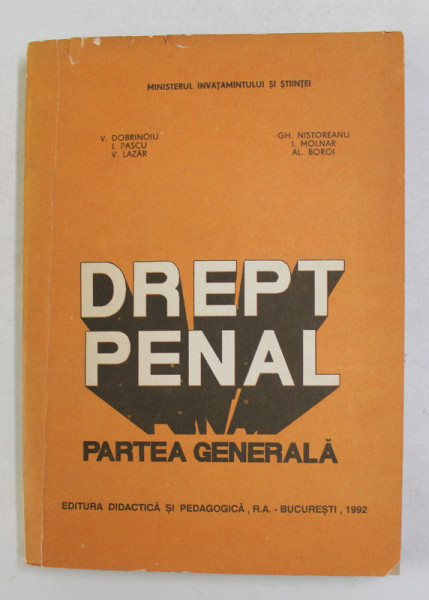 MINISTERUL ÎNVĂȚAMÎNTULUI ȘI ȘTIINȚEI
V. DOBRINOIU
I. PASCU
V. LAZĂR
GH. NISTOREANU
I. MOLNAR
AL. BOROI
DREPT
PENAL
PARTEA GENERALĂ
EDITURA DIDACTICĂ ȘI PEDAGOGICĂ, R.A. - BUCUREȘTI, 1992